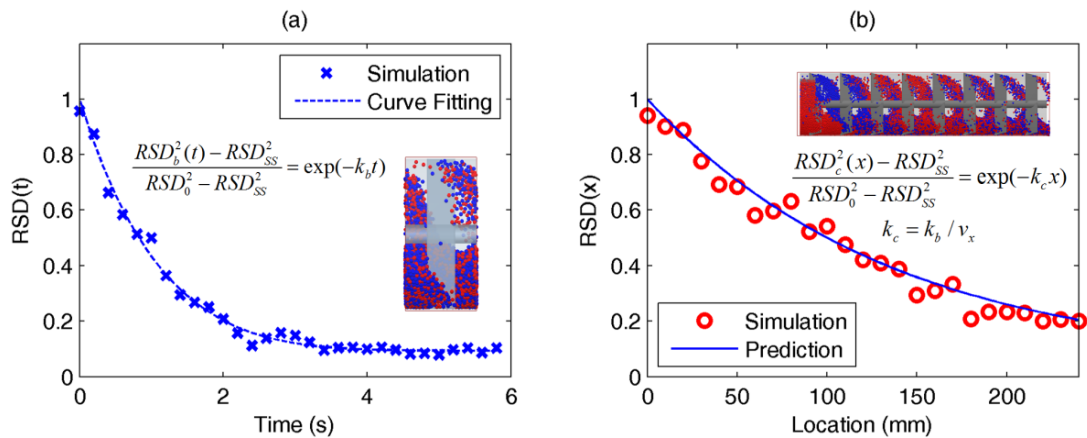 (a)
RSD(t)
1
0.8
0.6
0.4
0.2
0
0 2 4 6
Time (s)
Simulation
Curve Fitting
RSD_b^2(t) − RSD_SS^2
RSD_0^2 − RSD_SS^2
= exp(−k_b t)
(b)
RSD(x)
1
0.8
0.6
0.4
0.2
0
0 50 100 150 200
Location (mm)
RSD_c^2(x) − RSD_SS^2
RSD_0^2 − RSD_SS^2
= exp(−k_c x)
k_c = k_b / v_x
Simulation
Prediction